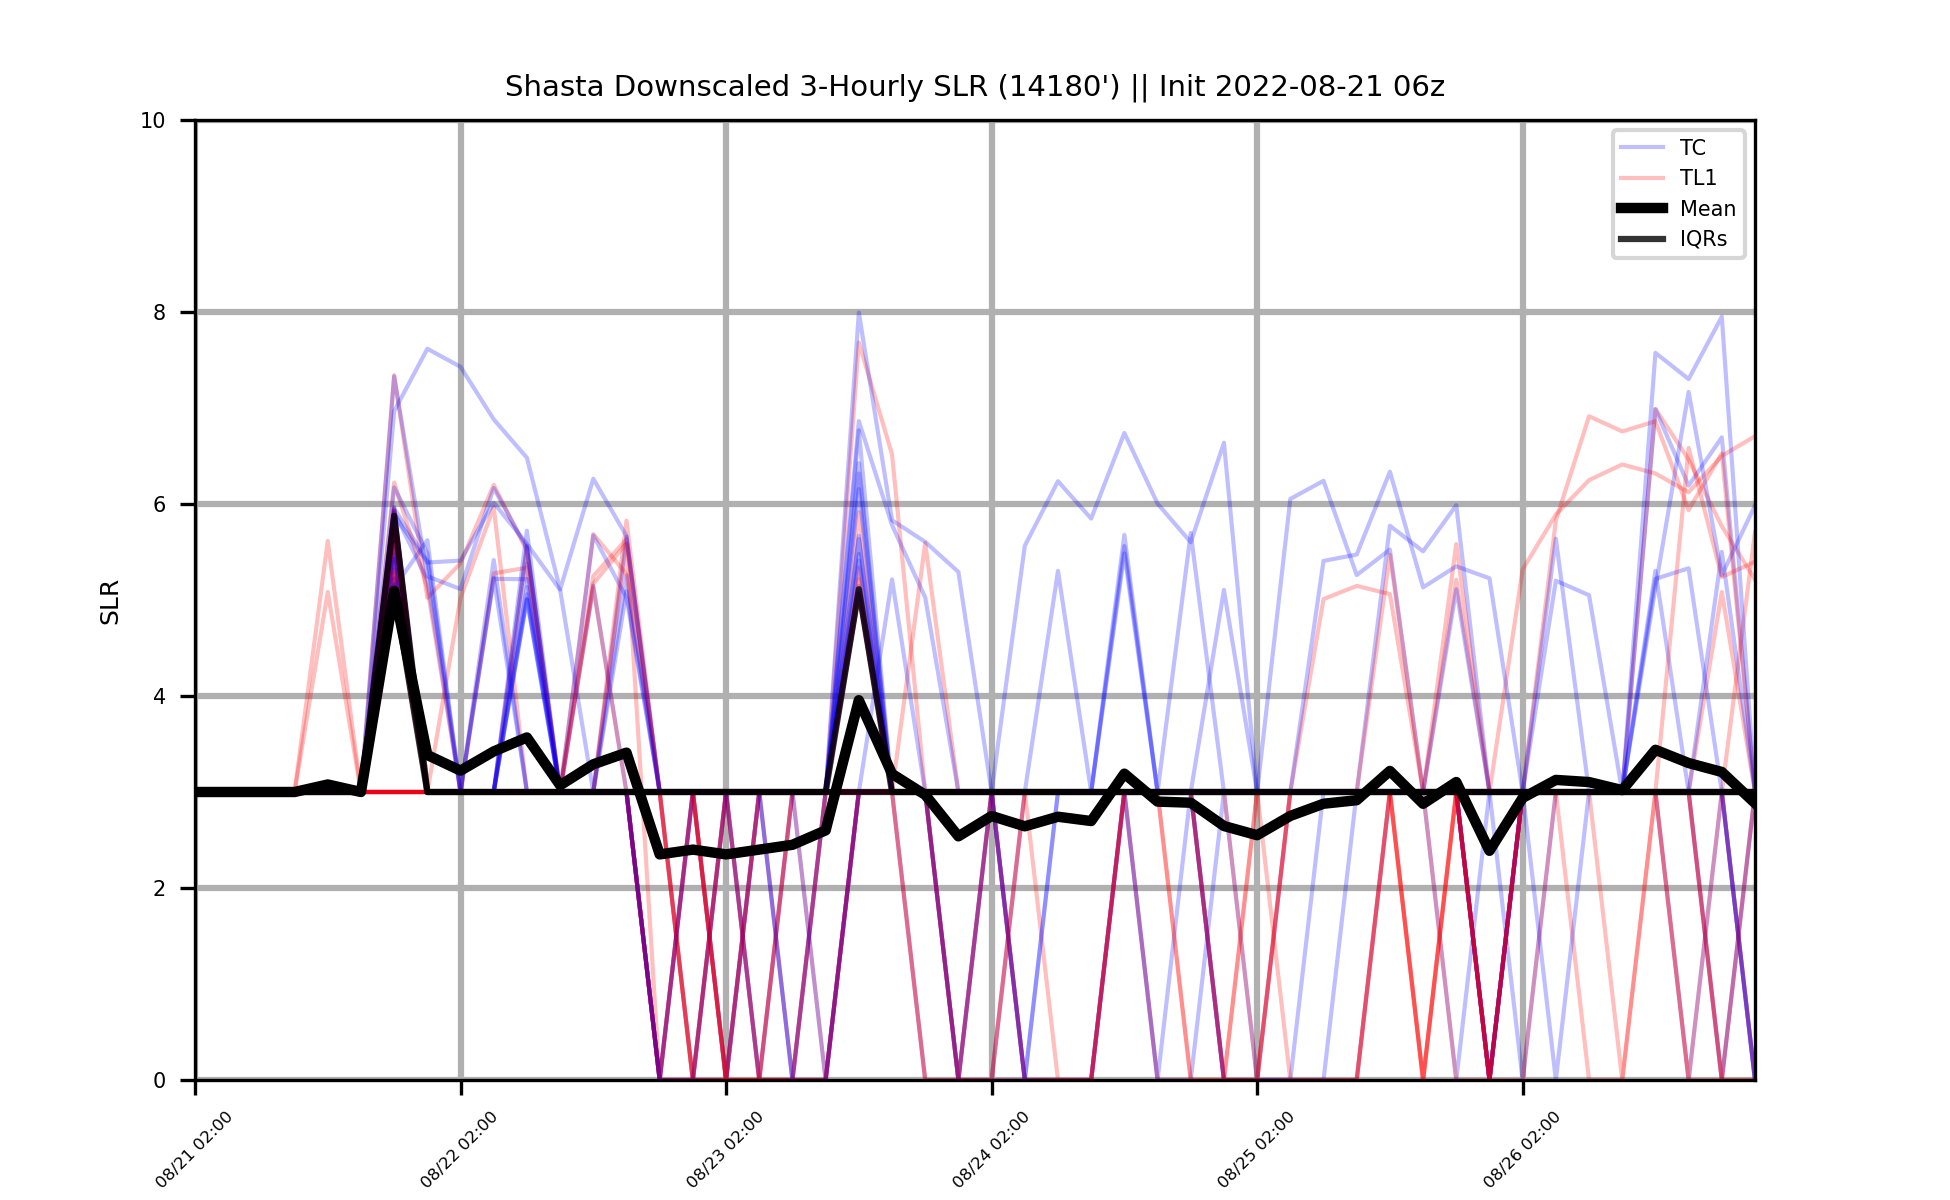 Shasta Downscaled 3-Hourly SLR (14180') || Init 2022-08-21 06z
10
8
6
4
2
0
SLR
TC
TL1
Mean
IQRs
08/21 02:00
08/22 02:00
08/23 02:00
08/24 02:00
08/25 02:00
08/26 02:00